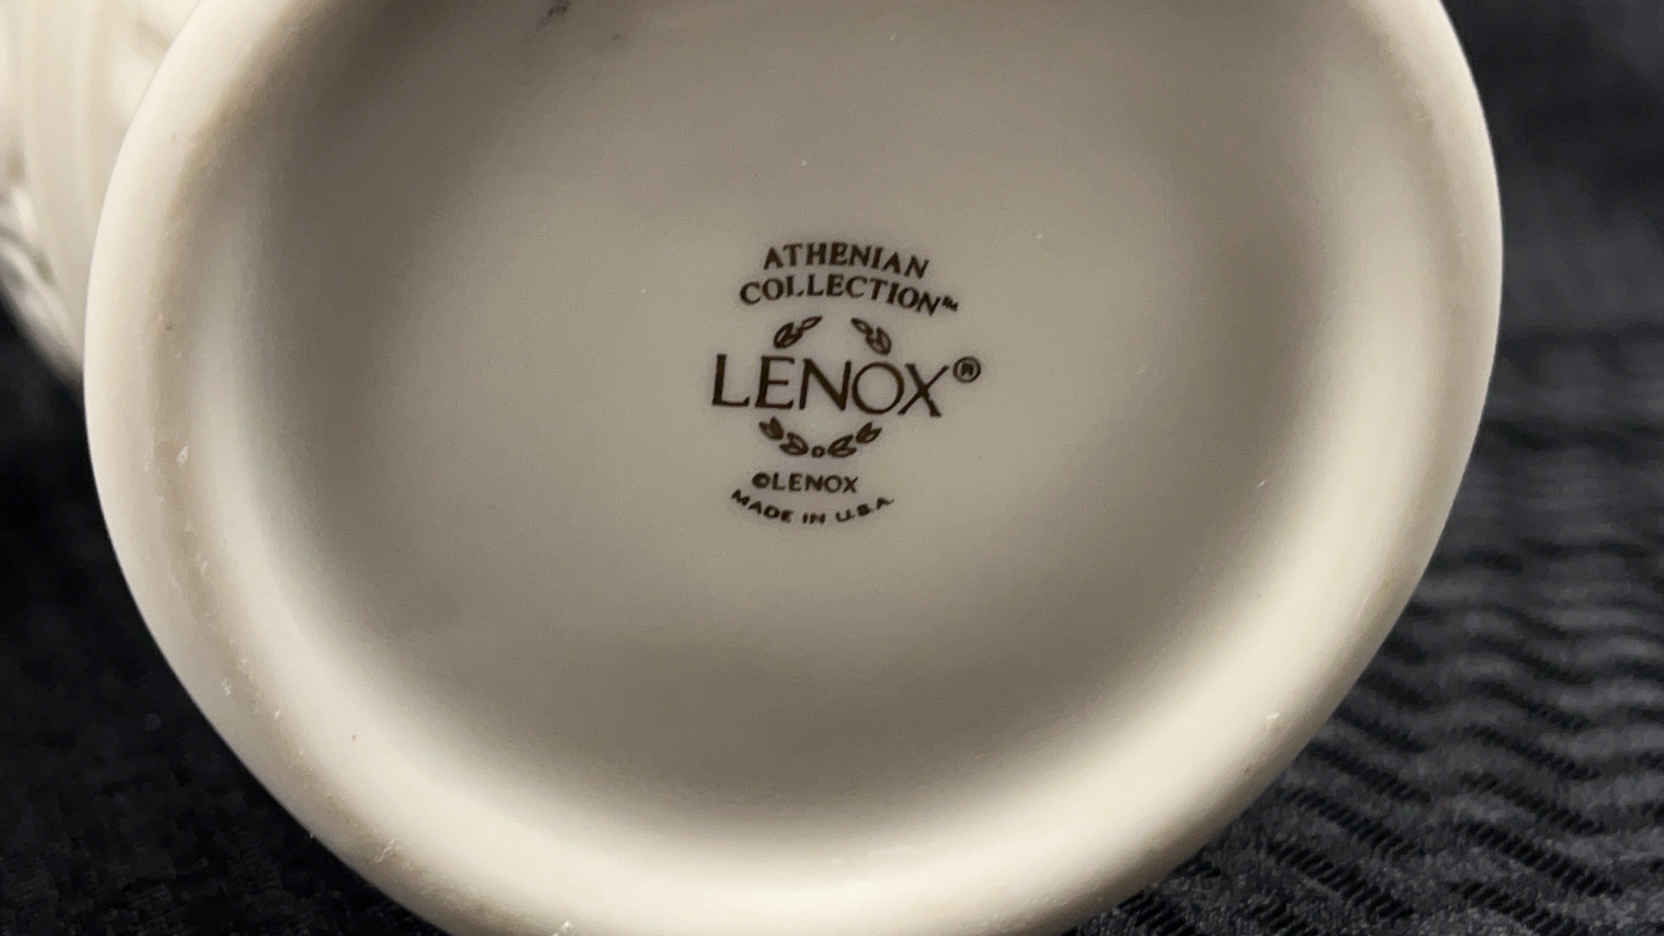 ATHENIAN
COLLECTION™
LENOX®
©LENOX
MADE IN U.S.A.